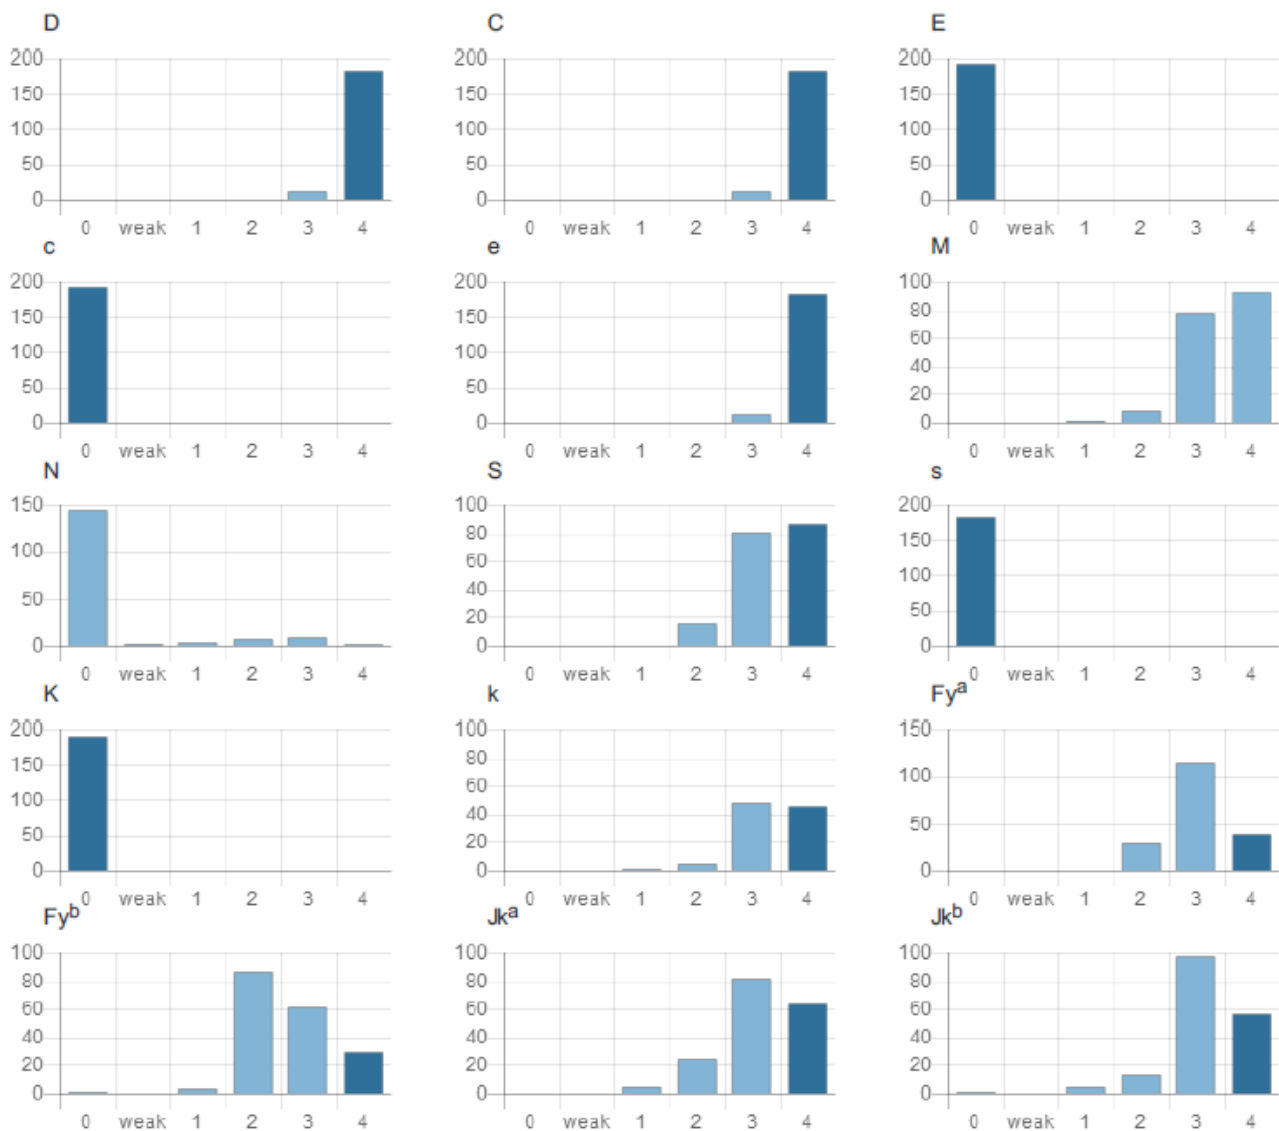 D C E
200 200 200
150 150 150
100 100 100
50 50 50
0 0 0
0 weak 1 2 3 4 0 weak 1 2 3 4 0 weak 1 2 3 4
c e M
200 200 100
150 150 80
100 100 60
50 50 40
0 0 20
0
0 weak 1 2 3 4 0 weak 1 2 3 4 0 weak 1 2 3 4
N S s
150 100 200
100 80 150
50 60 100
0 40 50
20 0
0
0 weak 1 2 3 4 0 weak 1 2 3 4 0 weak 1 2 3 4
K k Fyª
200 100 150
150 80 100
100 60 50
50 40 0
0 20
0
0 weak 1 2 3 4 0 weak 1 2 3 4 0 weak 1 2 3 4
Fyᵇ Jkª Jkᵇ
100 100 100
80 80 80
60 60 60
40 40 40
20 20 20
0 0 0
0 weak 1 2 3 4 0 weak 1 2 3 4 0 weak 1 2 3 4